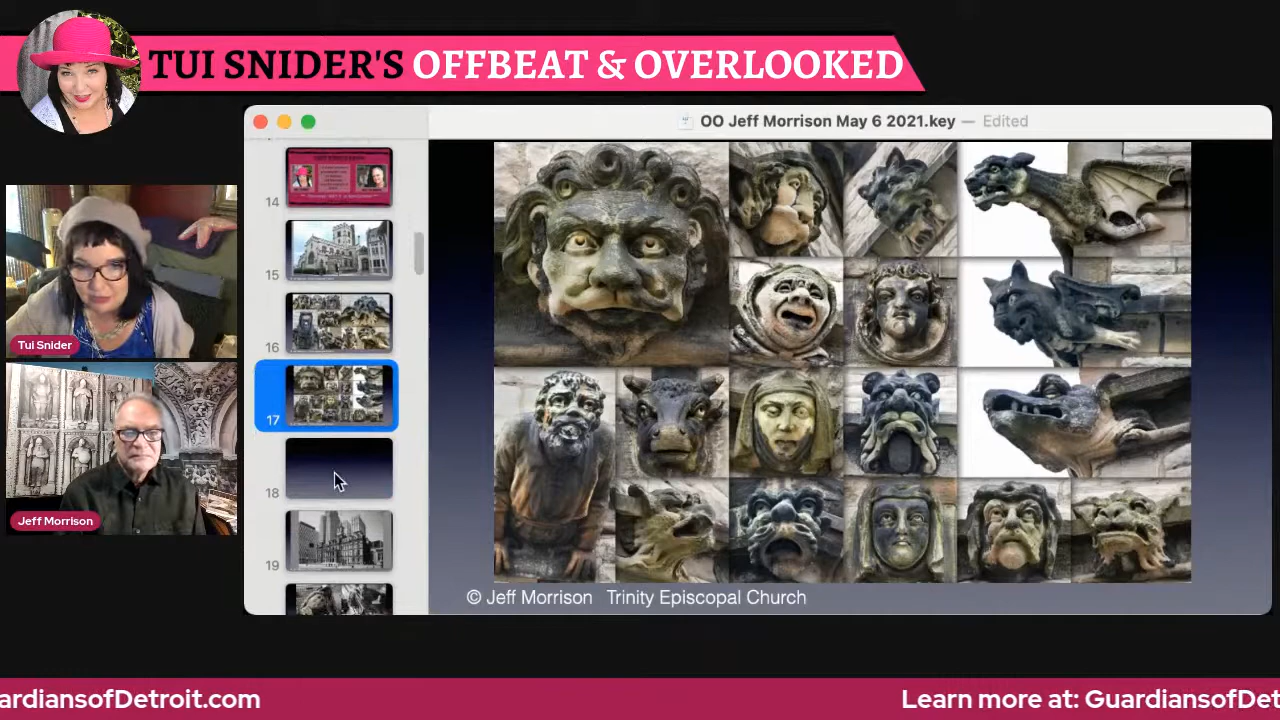 TUI SNIDER'S OFFBEAT & OVERLOOKED
OO Jeff Morrison May 6 2021.key — Edited
14
15
16
17
18
19
Tui Snider
Jeff Morrison
© Jeff Morrison Trinity Episcopal Church
ardiansofDetroit.com
Learn more at: GuardiansofDet